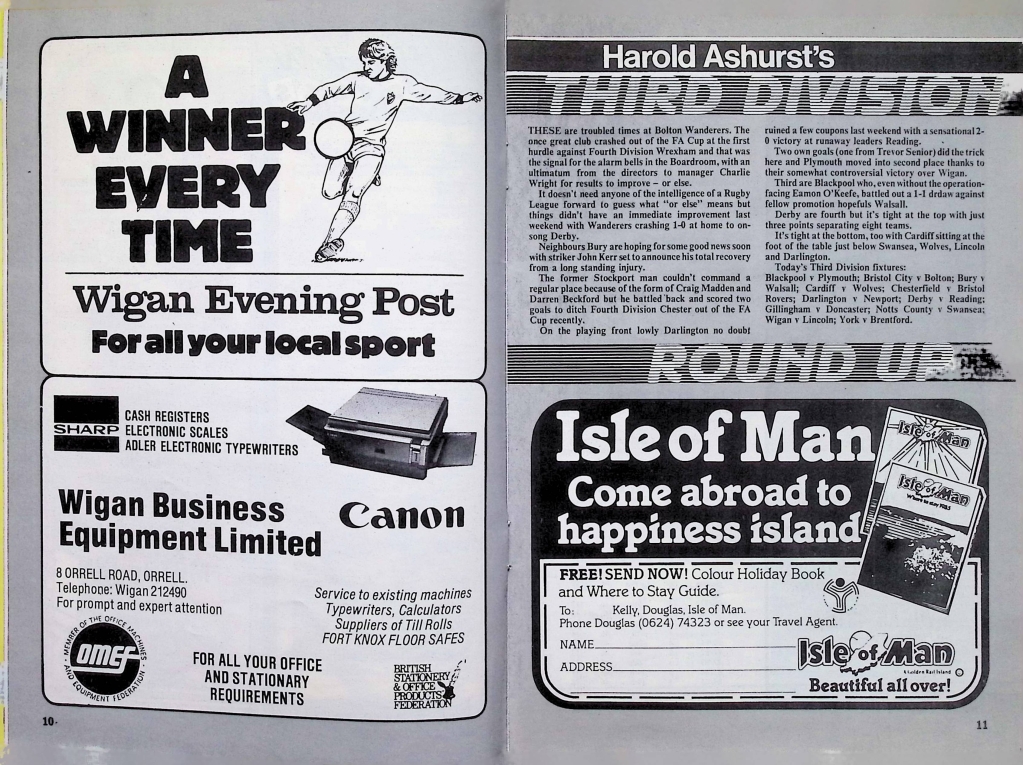 A
WINNER
EVERY
TIME
Wigan Evening Post
For all your local sport
SHARP
CASH REGISTERS
ELECTRONIC SCALES
ADLER ELECTRONIC TYPEWRITERS
Wigan Business
Equipment Limited
Canon
8 ORRELL ROAD, ORRELL.
Telephone: Wigan 212490
For prompt and expert attention
Service to existing machines
Typewriters, Calculators
Suppliers of Till Rolls
FORT KNOX FLOOR SAFES
MEMBER OF THE OFFICE MACHINES
AND EQUIPMENT FEDERATION
OMEF
FOR ALL YOUR OFFICE
AND STATIONARY
REQUIREMENTS
BRITISH
STATIONERY
& OFFICE
PRODUCTS
FEDERATION
10
Harold Ashurst's
THIRD DIVISION
THESE are troubled times at Bolton Wanderers. The
once great club crashed out of the FA Cup at the first
hurdle against Fourth Division Wrexham and that was
the signal for the alarm bells in the Boardroom, with an
ultimatum from the directors to manager Charlie
Wright for results to improve – or else.
It doesn't need anyone of the intelligence of a Rugby
League forward to guess what "or else" means but
things didn't have an immediate improvement last
weekend with Wanderers crashing 1-0 at home to on-
song Derby.
Neighbours Bury are hoping for some good news soon
with striker John Kerr set to announce his total recovery
from a long standing injury.
The former Stockport man couldn't command a
regular place because of the form of Craig Madden and
Darren Beckford but he battled back and scored two
goals to ditch Fourth Division Chester out of the FA
Cup recently.
On the playing front lowly Darlington no doubt
ruined a few coupons last weekend with a sensational 2-
0 victory at runaway leaders Reading.
Two own goals (one from Trevor Senior) did the trick
here and Plymouth moved into second place thanks to
their somewhat controversial victory over Wigan.
Third are Blackpool who, even without the operation-
facing Eamon O'Keefe, battled out a 1-1 drdaw against
fellow promotion hopefuls Walsall.
Derby are fourth but it's tight at the top with just
three points separating eight teams.
It's tight at the bottom, too with Cardiff sitting at the
foot of the table just below Swansea, Wolves, Lincoln
and Darlington.
Today's Third Division fixtures:
Blackpool v Plymouth; Bristol City v Bolton; Bury v
Walsall; Cardiff v Wolves; Chesterfield v Bristol
Rovers; Darlington v Newport; Derby v Reading;
Gillingham v Doncaster; Notts County v Swansea;
Wigan v Lincoln; York v Brentford.
ROUND UP
Isle of Man
Come abroad to
happiness island
Isle of Man
Isle of Man
Where to stay 1985
FREE! SEND NOW! Colour Holiday Book
and Where to Stay Guide.
To: Kelly, Douglas, Isle of Man.
Phone Douglas (0624) 74323 or see your Travel Agent.
NAME
ADDRESS
Isle of Man
A Golden Rail Island
Beautiful all over!
11